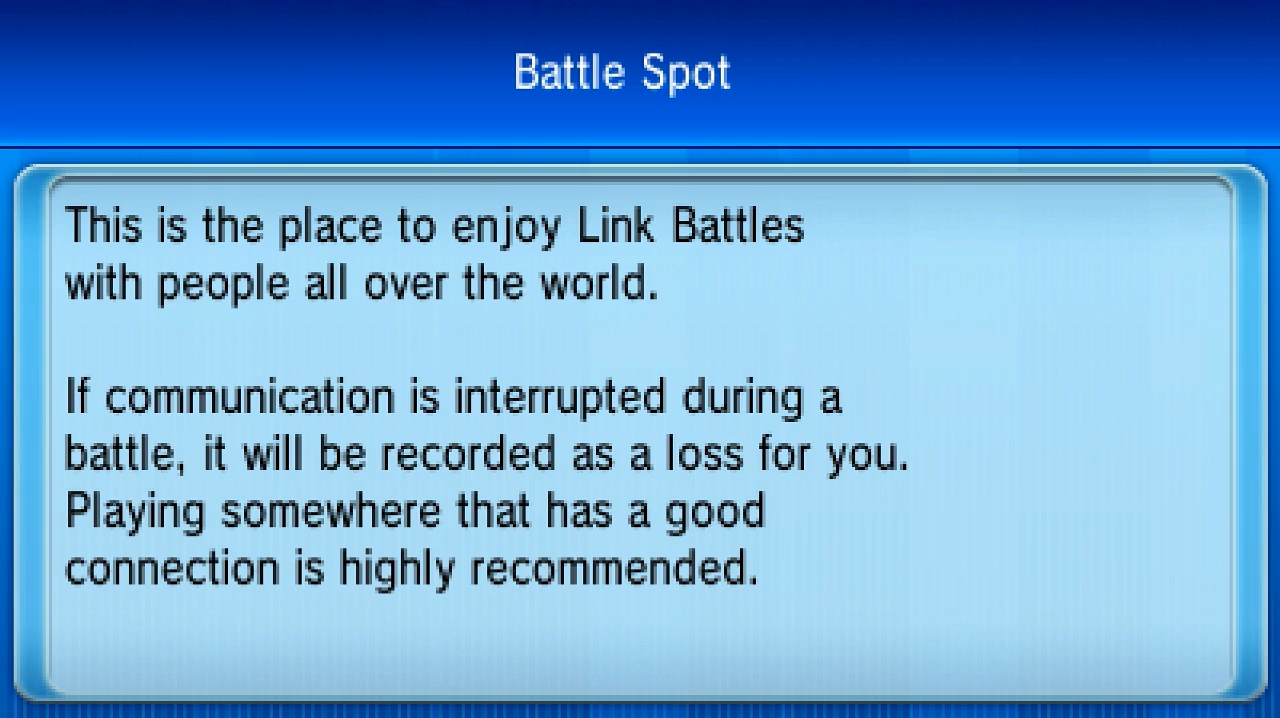 Battle Spot
This is the place to enjoy Link Battles
with people all over the world.
If communication is interrupted during a
battle, it will be recorded as a loss for you.
Playing somewhere that has a good
connection is highly recommended.